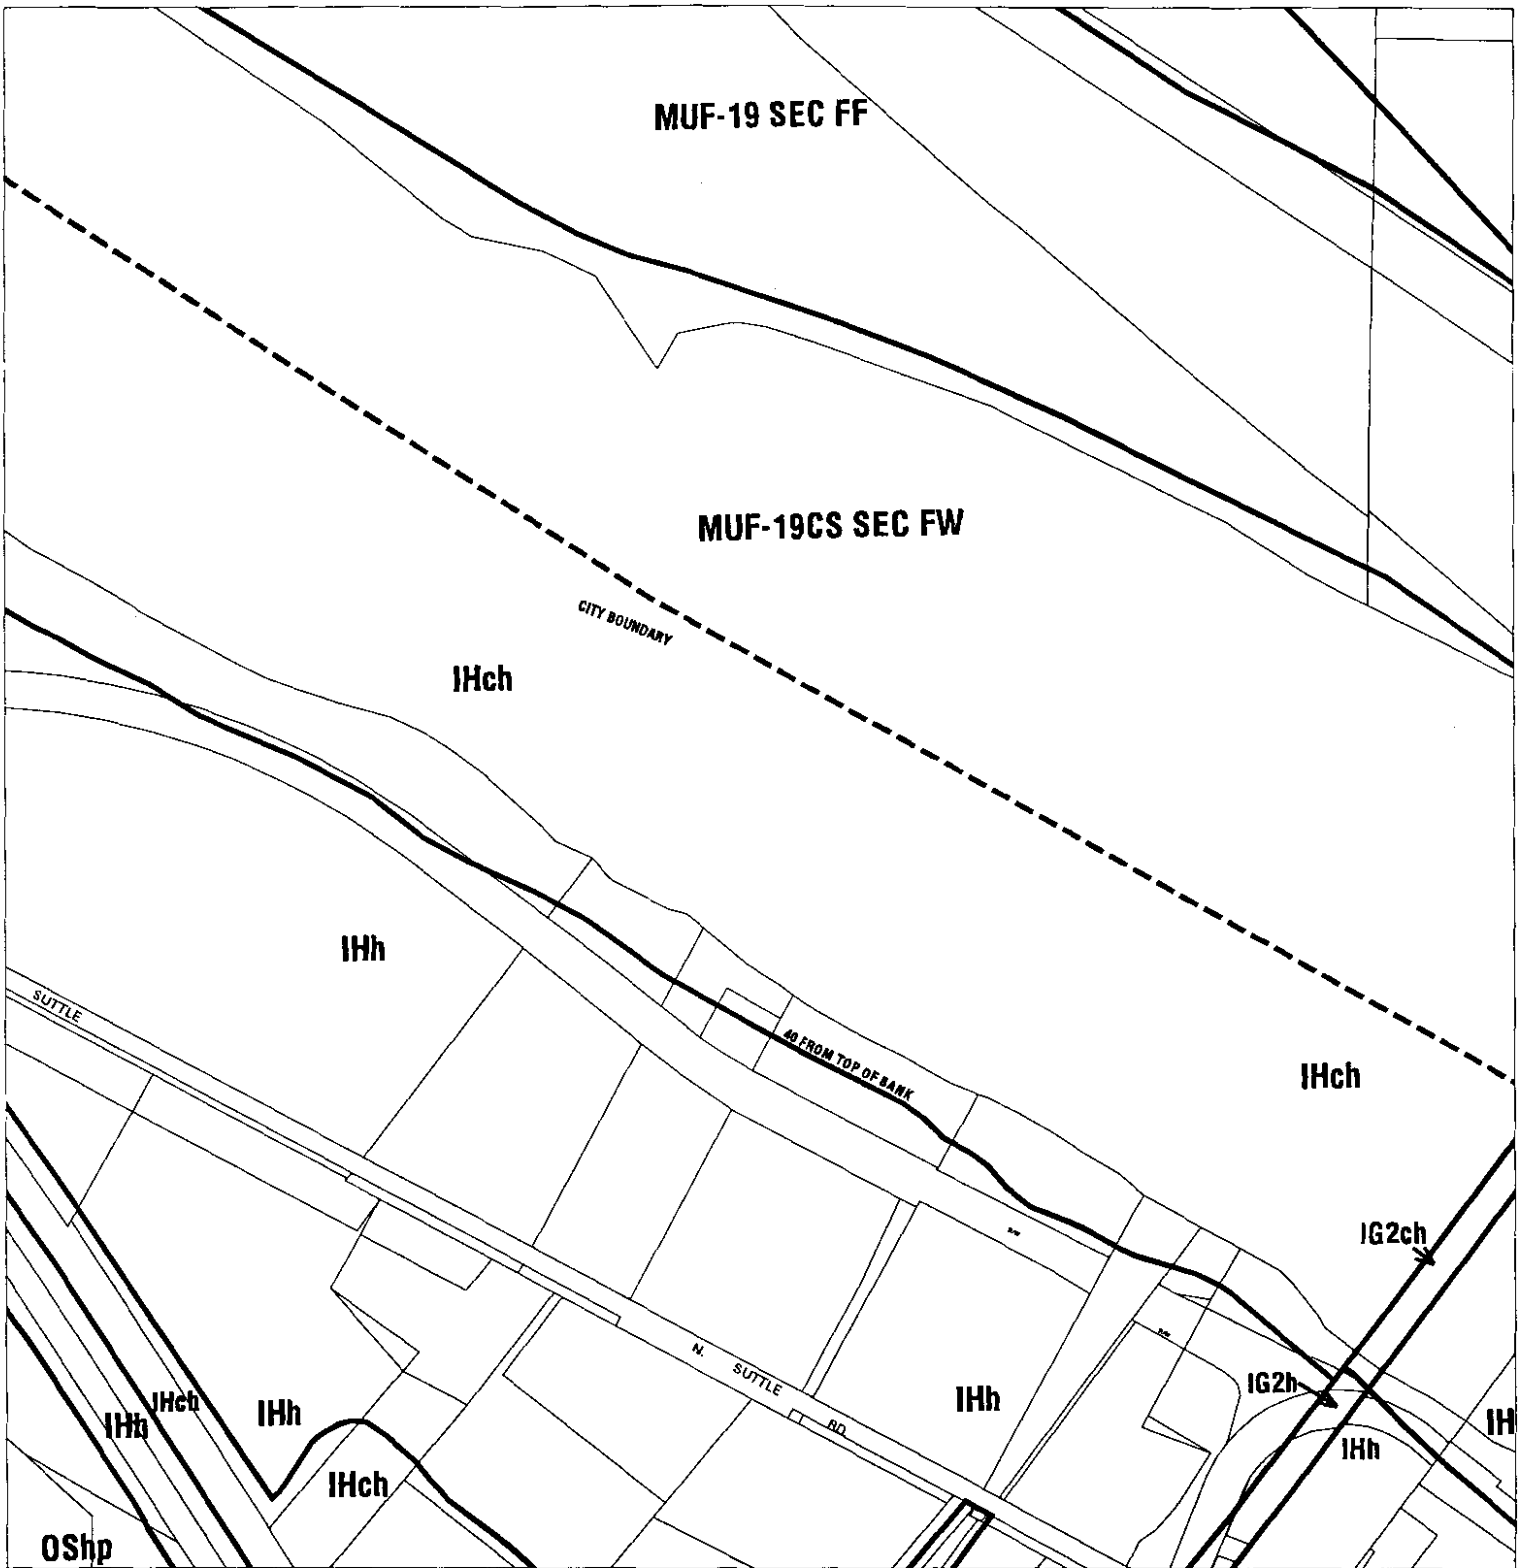 MUF-19 SEC FF
MUF-19CS SEC FW
CITY BOUNDARY
IHch
IHh
SUTTLE
40 FROM TOP OF BANK
IHch
IG2ch
N. SUTTLE RD
IG2h
IHh
IHch
IHh
IHh
IHh
IH
IHch
OShp